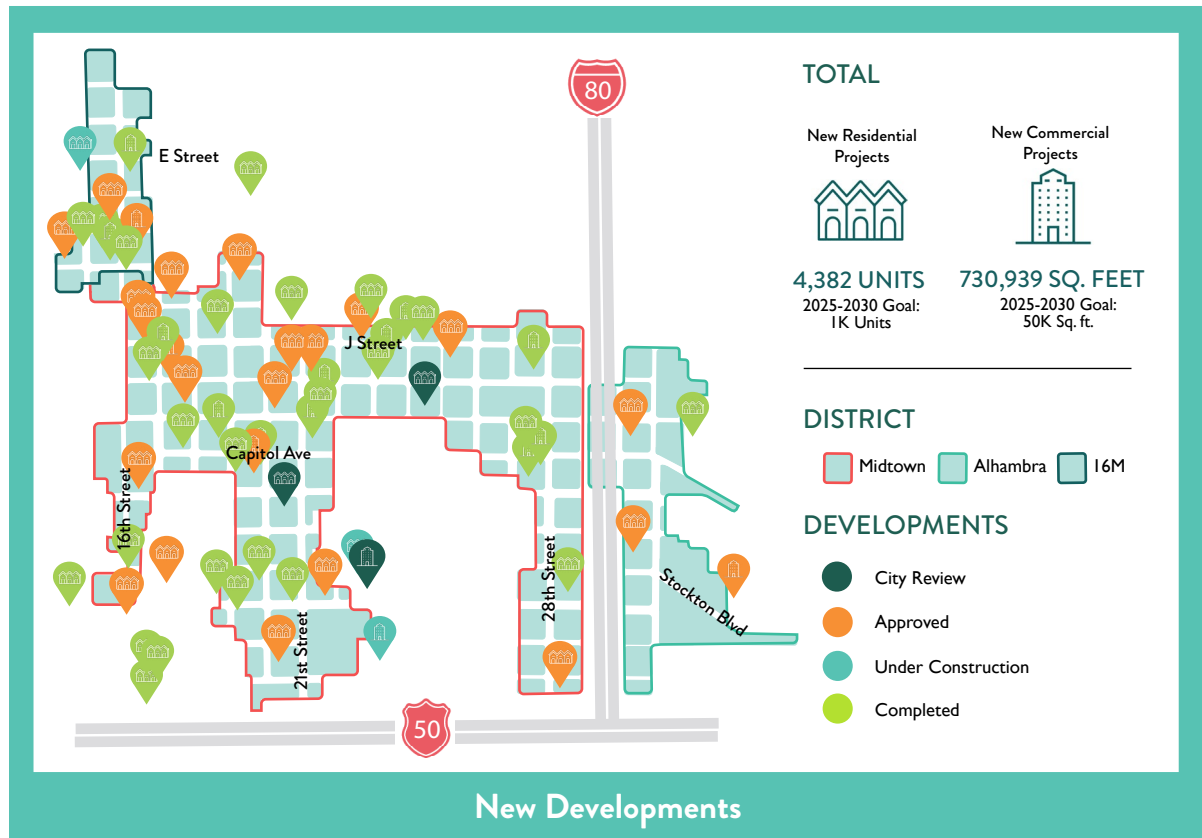 80
E Street
J Street
Capitol Ave
16th Street
21st Street
28th Street
Stockton Blvd
50
TOTAL
New Residential
Projects
4,382 UNITS
2025-2030 Goal:
1K Units
New Commercial
Projects
730,939 SQ. FEET
2025-2030 Goal:
50K Sq. ft.
DISTRICT
Midtown
Alhambra
16M
DEVELOPMENTS
City Review
Approved
Under Construction
Completed
New Developments